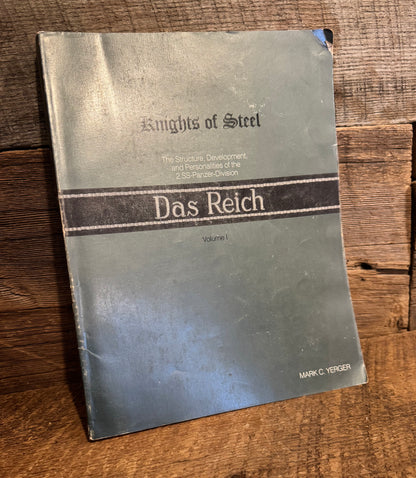 Knights of Steel
The Structure, Development,
and Personalities of the
2.SS-Panzer-Division
Das Reich
Volume I
MARK C. YERGER